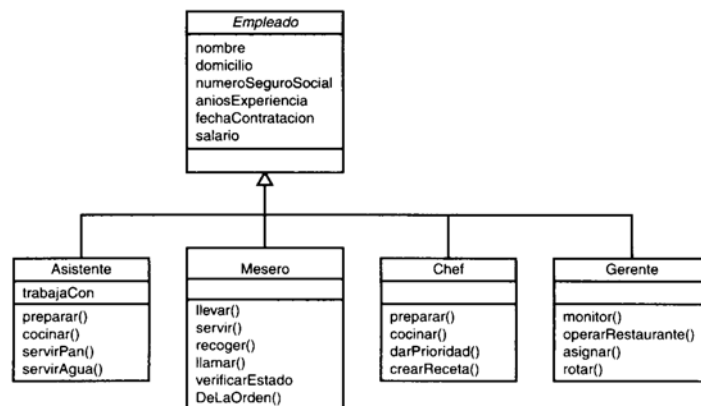 Empleado
nombre
domicilio
numeroSeguroSocial
aniosExperiencia
fechaContratacion
salario
Asistente
trabajaCon
preparar()
cocinar()
servirPan()
servirAgua()
Mesero
llevar()
servir()
recoger()
llamar()
verificarEstado
DeLaOrden()
Chef
preparar()
cocinar()
darPrioridad()
crearReceta()
Gerente
monitor()
operarRestaurante()
asignar()
rotar()